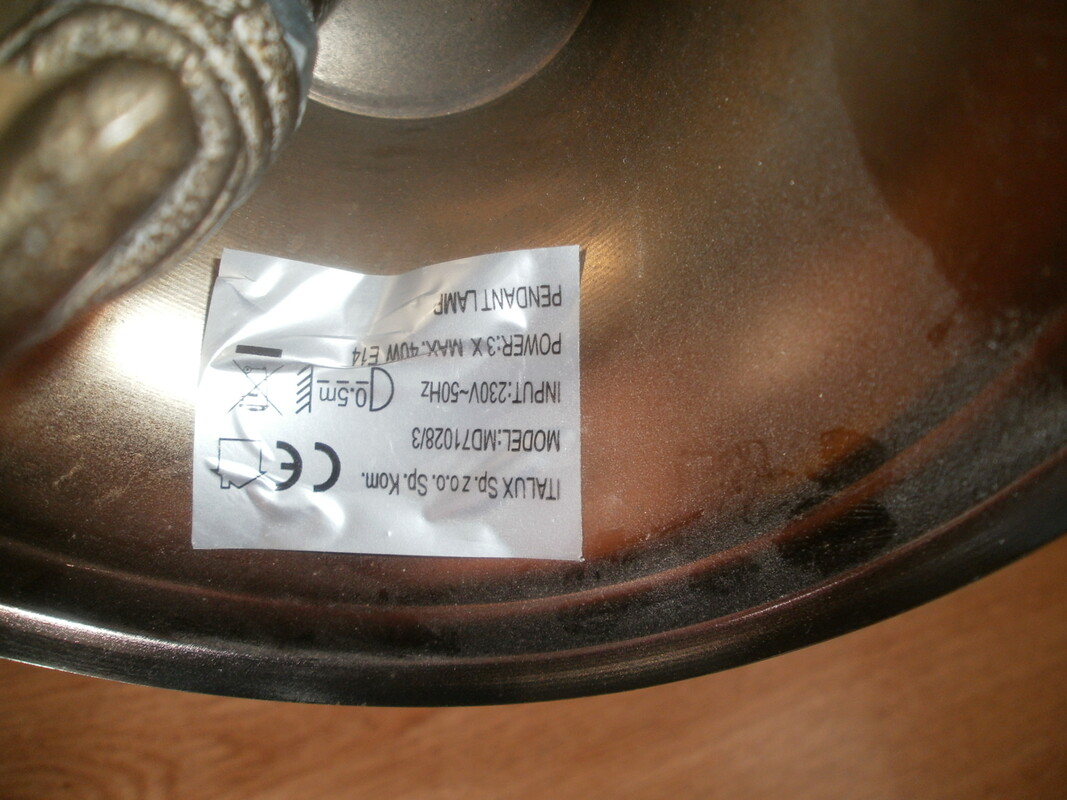 ITALUX Sp. z o.o. Sp. Kom.
MODEL:MD71028/3
INPUT:230V~50Hz
POWER:3 X MAX. 40W E14
PENDANT LAMP
CE
0.5m